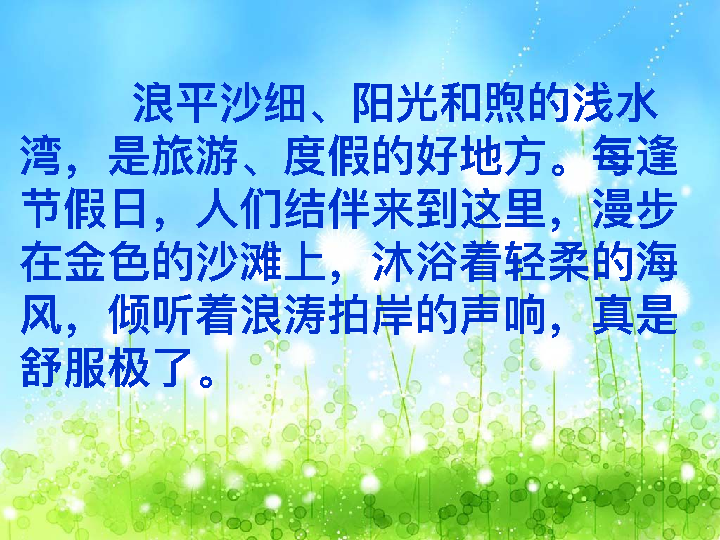 浪平沙细、阳光和煦的浅水
湾，是旅游、度假的好地方。每逢
节假日，人们结伴来到这里，漫步
在金色的沙滩上，沐浴着轻柔的海
风，倾听着浪涛拍岸的声响，真是
舒服极了。